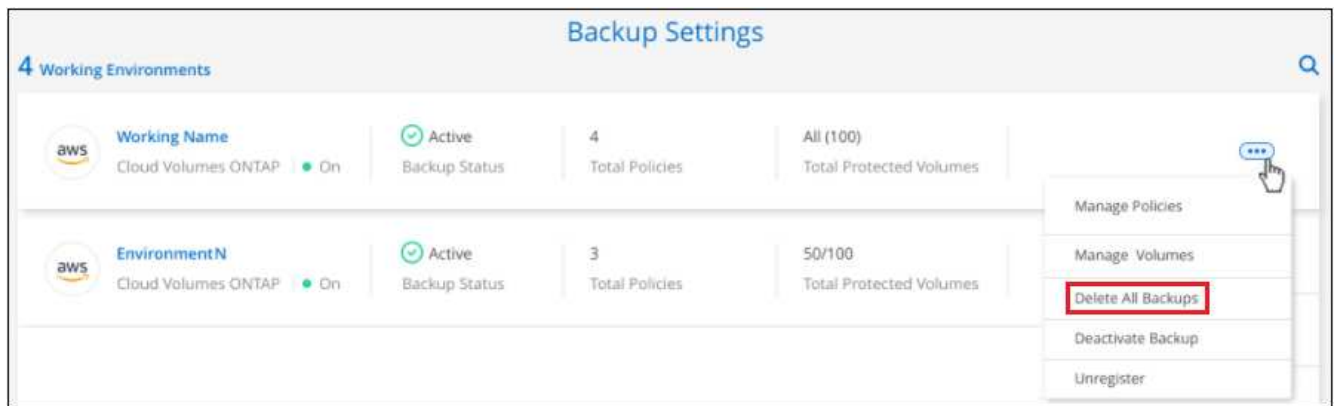 Backup Settings
4 Working Environments
aws
Working Name
Cloud Volumes ONTAP
On
Active
Backup Status
4
Total Policies
All (100)
Total Protected Volumes
aws
EnvironmentN
Cloud Volumes ONTAP
On
Active
Backup Status
3
Total Policies
50/100
Total Protected Volumes
Manage Policies
Manage Volumes
Delete All Backups
Deactivate Backup
Unregister